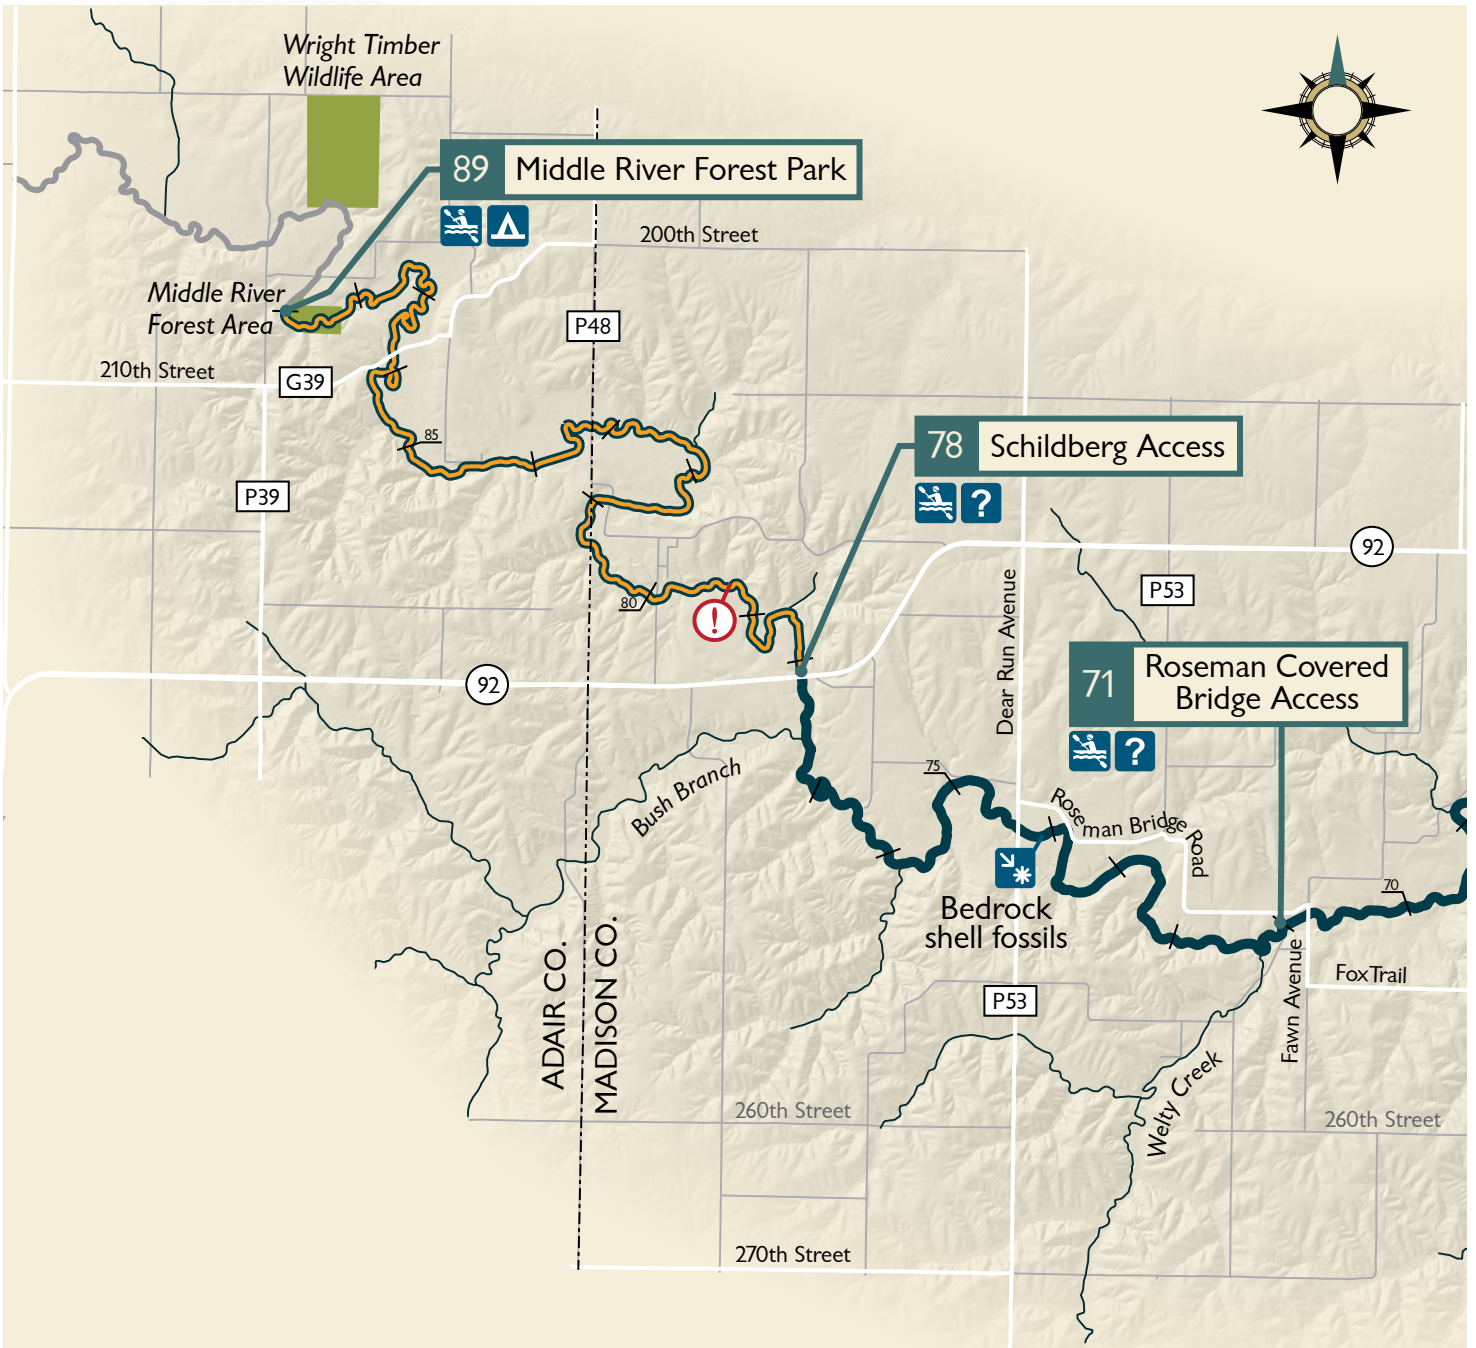 Wright Timber
Wildlife Area
89 Middle River Forest Park
200th Street
Middle River
Forest Area
P48
210th Street
G39
85
78 Schildberg Access
?
P39
92
P53
80
!
Dear Run Avenue
71 Roseman Covered
Bridge Access
?
92
Bush Branch
75
Roseman Bridge Road
70
Bedrock
shell fossils
ADAIR CO.
MADISON CO.
P53
Fawn Avenue
Fox Trail
Welty Creek
260th Street
260th Street
270th Street